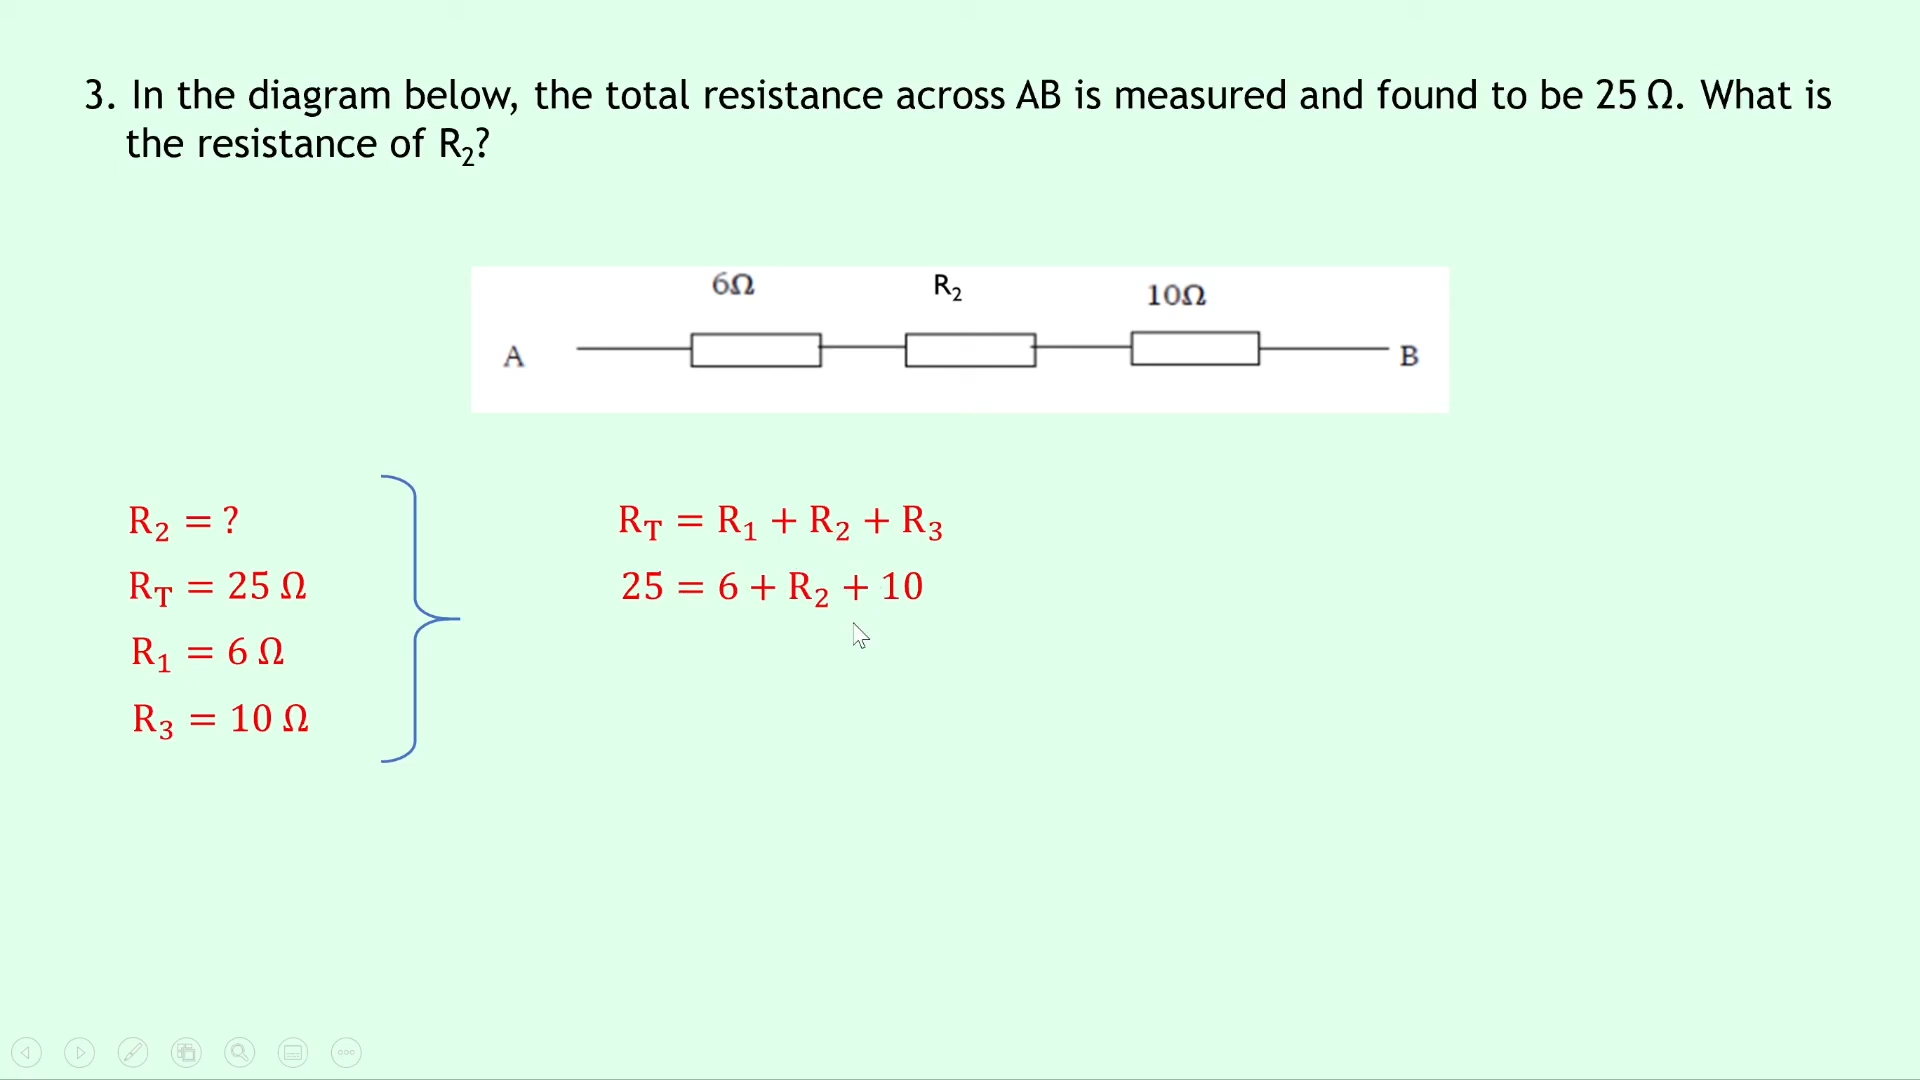 3. In the diagram below, the total resistance across AB is measured and found to be 25 Ω. What is
the resistance of R₂?
6Ω R₂ 10Ω
A B
R₂ = ?
R_T = 25 Ω
R₁ = 6 Ω
R₃ = 10 Ω
R_T = R₁ + R₂ + R₃
25 = 6 + R₂ + 10